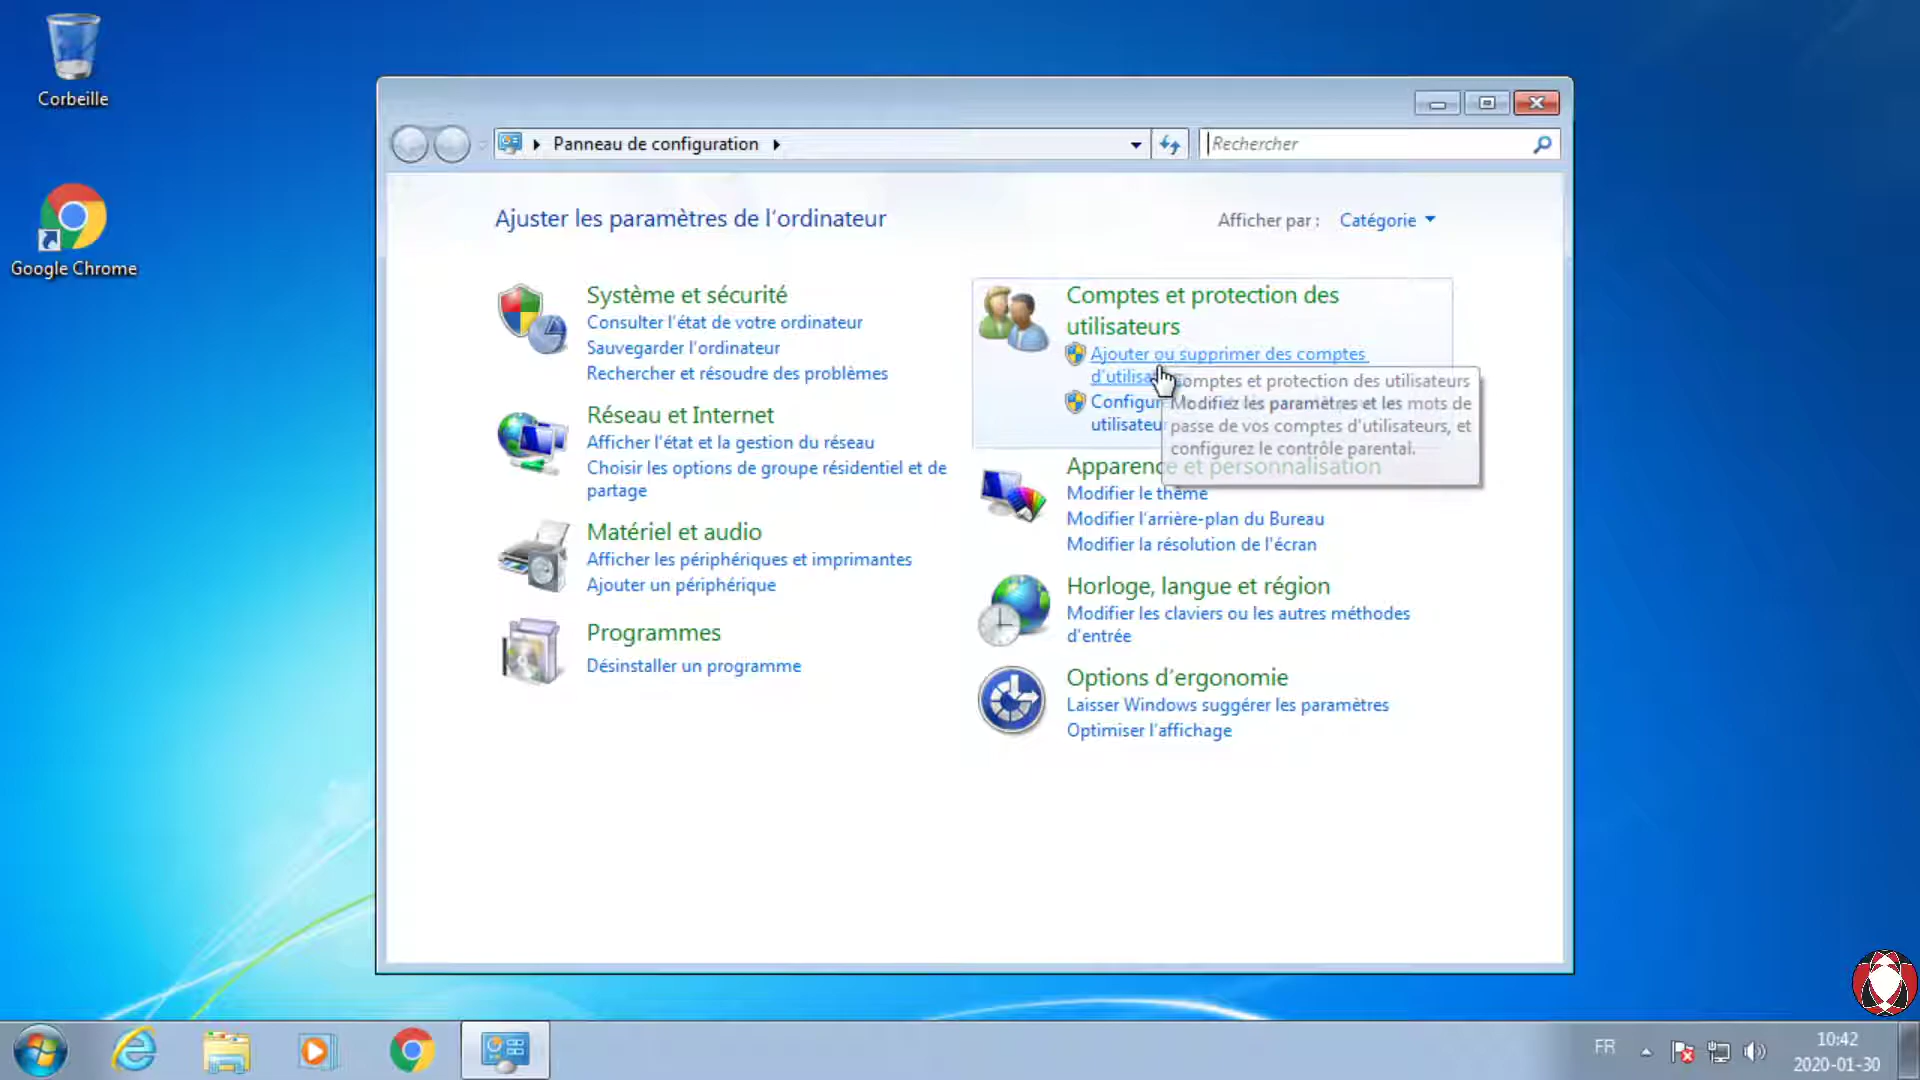 Corbeille
Google Chrome
Panneau de configuration
Rechercher
Ajuster les paramètres de l'ordinateur
Afficher par : Catégorie
Système et sécurité
Consulter l'état de votre ordinateur
Sauvegarder l'ordinateur
Rechercher et résoudre des problèmes
Réseau et Internet
Afficher l'état et la gestion du réseau
Choisir les options de groupe résidentiel et de
partage
Matériel et audio
Afficher les périphériques et imprimantes
Ajouter un périphérique
Programmes
Désinstaller un programme
Comptes et protection des
utilisateurs
Ajouter ou supprimer des comptes
comptes et protection des utilisateurs
Modifiez les paramètres et les mots de
passe de vos comptes d'utilisateurs, et
configurez le contrôle parental.
Apparence et personnalisation
Modifier le thème
Modifier l'arrière-plan du Bureau
Modifier la résolution de l'écran
Horloge, langue et région
Modifier les claviers ou les autres méthodes
d'entrée
Options d'ergonomie
Laisser Windows suggérer les paramètres
Optimiser l'affichage
FR
10:42
2020-01-30